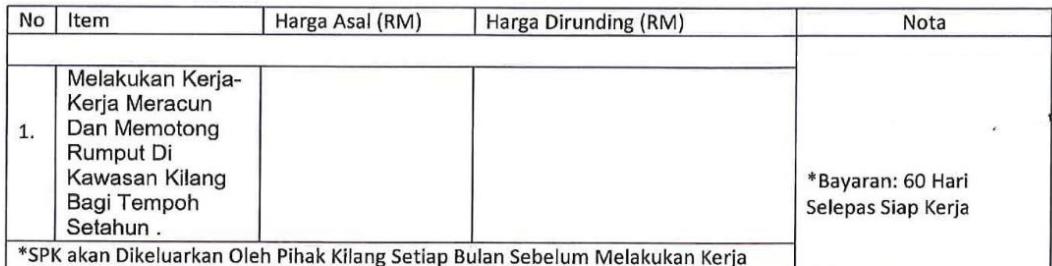 No Item Harga Asal (RM) Harga Dirunding (RM) Nota
1. Melakukan Kerja-
Kerja Meracun
Dan Memotong
Rumput Di
Kawasan Kilang
Bagi Tempoh
Setahun .
*Bayaran: 60 Hari
Selepas Siap Kerja
*SPK akan Dikeluarkan Oleh Pihak Kilang Setiap Bulan Sebelum Melakukan Kerja